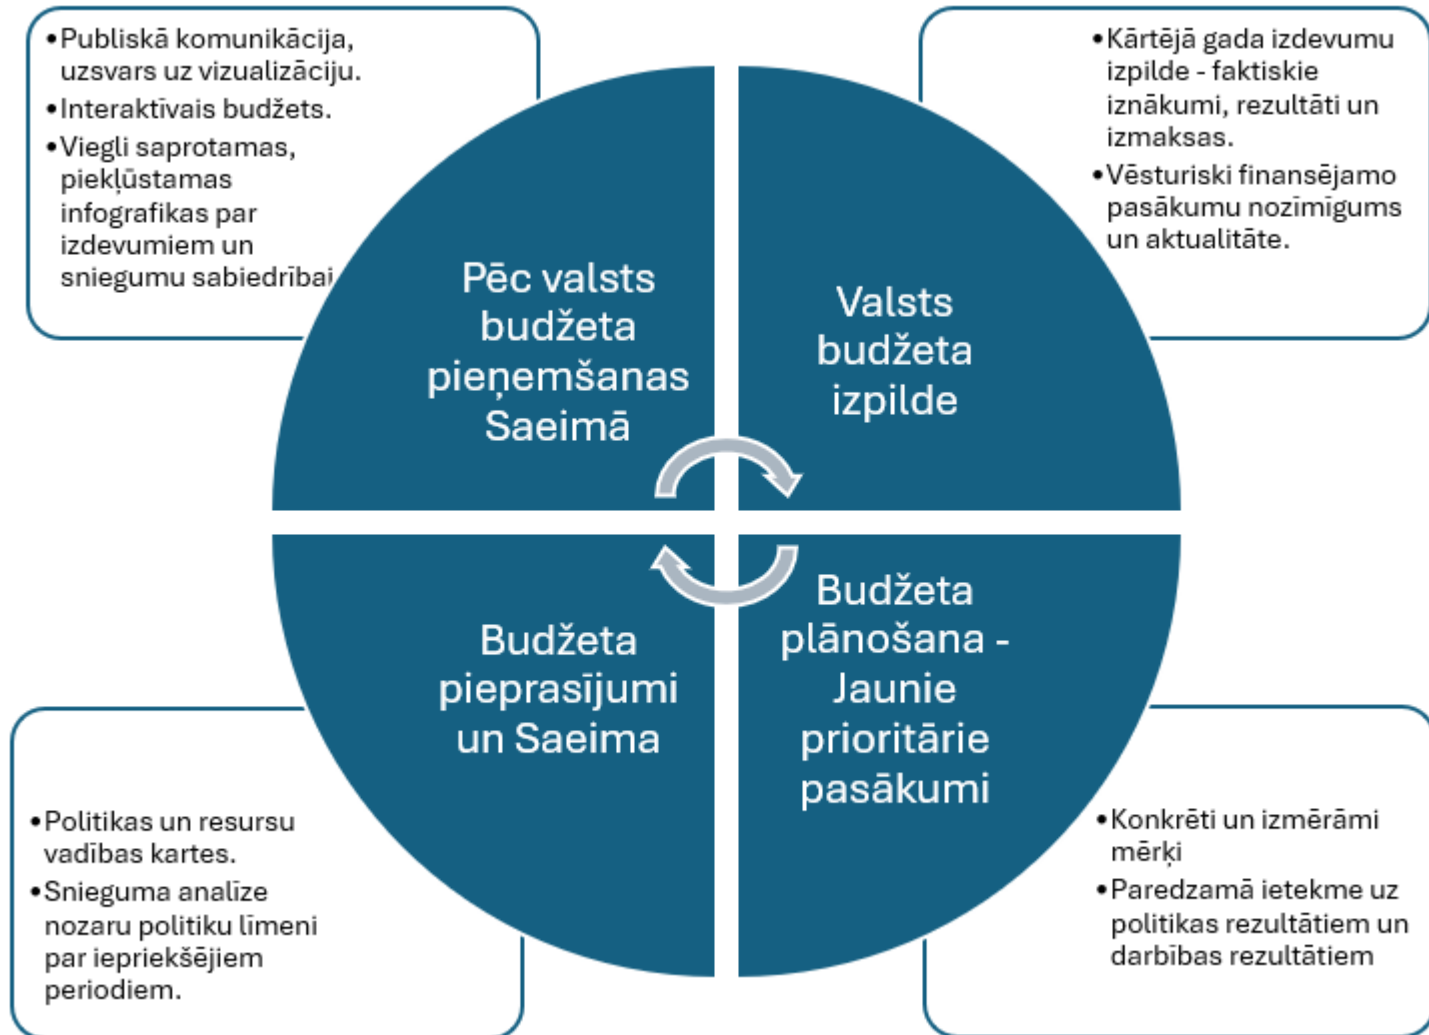 •Publiskā komunikācija,
uzsvars uz vizualizāciju.
•Interaktīvais budžets.
•Viegli saprotamas,
piekļūstamas
infografikas par
izdevumiem un
sniegumu sabiedrībai
•Kārtējā gada izdevumu
izpilde - faktiskie
iznākumi, rezultāti un
izmaksas.
•Vēsturiski finansējamo
pasākumu nozīmīgums
un aktualitāte.
Pēc valsts
budžeta
pieņemšanas
Saeimā
Valsts
budžeta
izpilde
Budžeta
pieprasījumi
un Saeima
Budžeta
plānošana -
Jaunie
prioritārie
pasākumi
•Politikas un resursu
vadības kartes.
•Snieguma analīze
nozaru politiku līmeni
par iepriekšējiem
periodiem.
•Konkrēti un izmērāmi
mērķi
•Paredzamā ietekme uz
politikas rezultātiem un
darbības rezultātiem